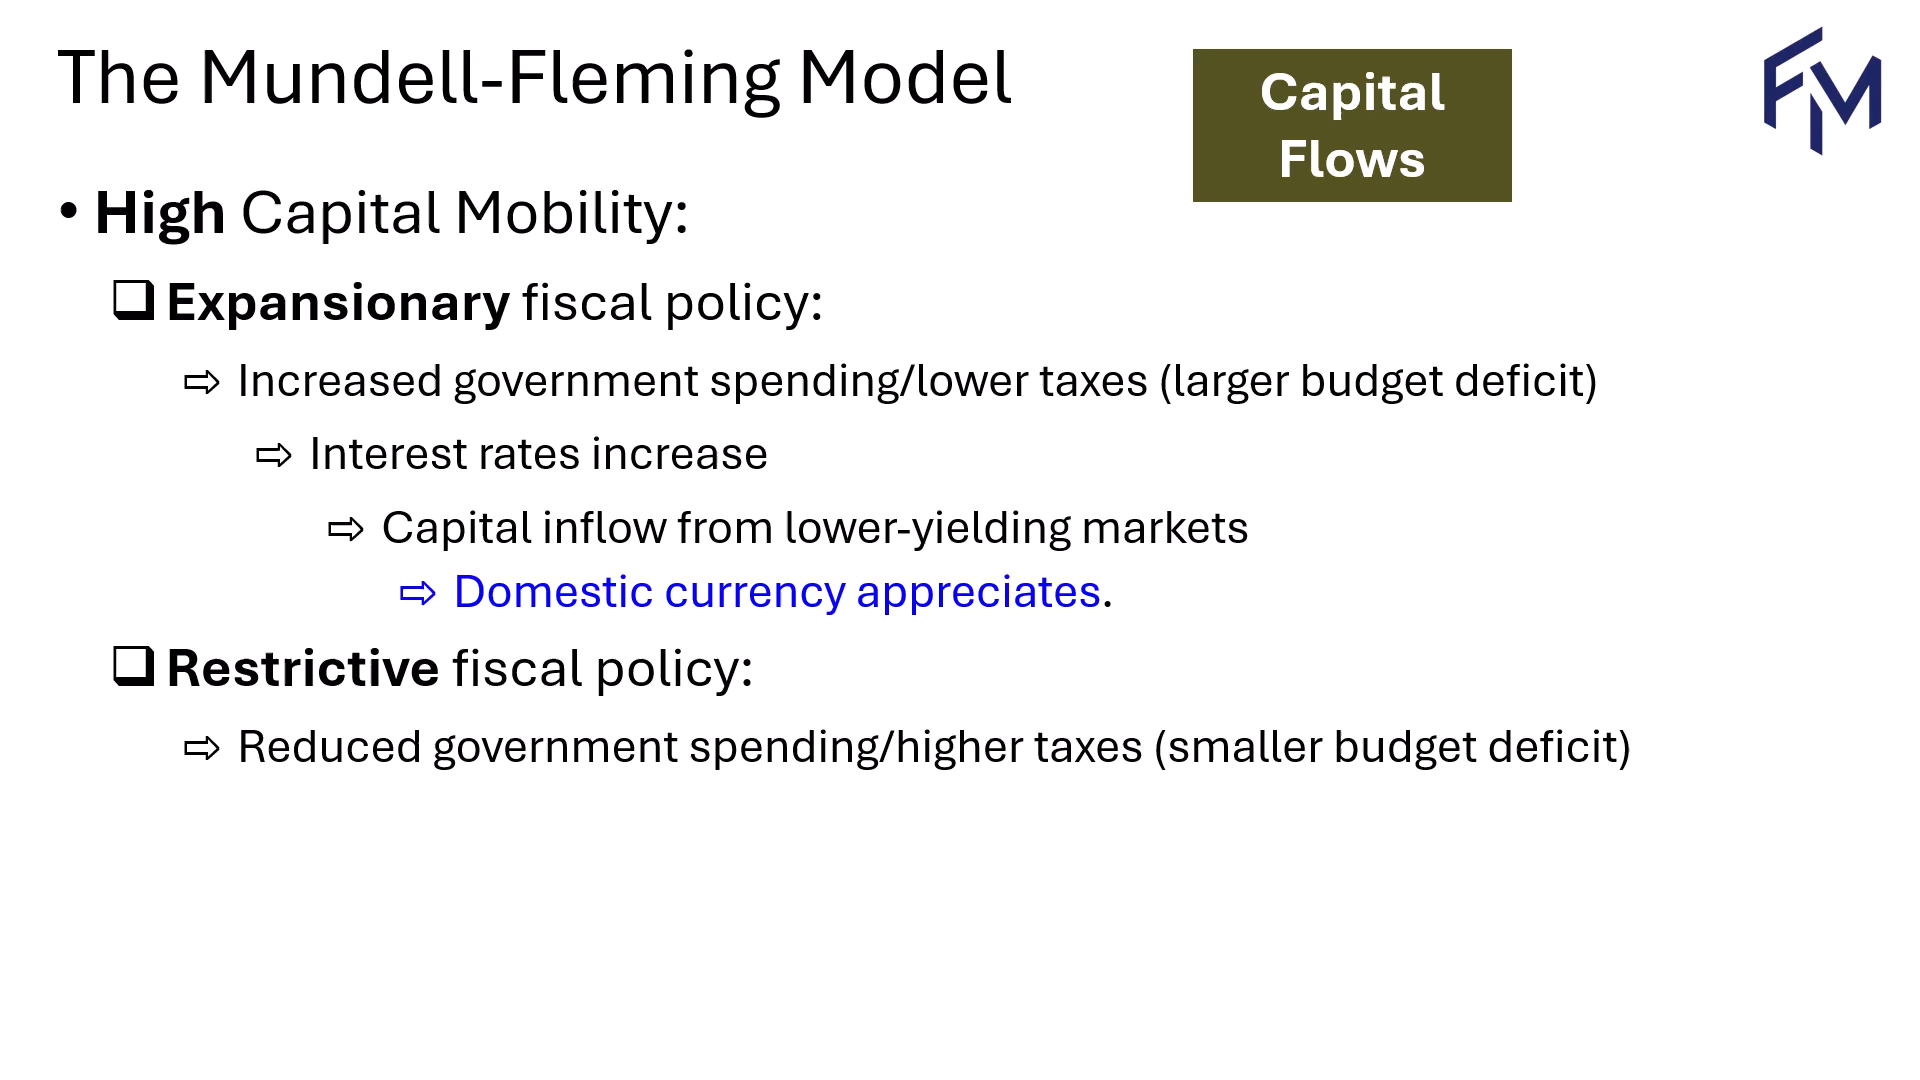 The Mundell-Fleming Model
Capital
Flows
FM
• High Capital Mobility:
❑ Expansionary fiscal policy:
⇨ Increased government spending/lower taxes (larger budget deficit)
⇨ Interest rates increase
⇨ Capital inflow from lower-yielding markets
⇨ Domestic currency appreciates.
❑ Restrictive fiscal policy:
⇨ Reduced government spending/higher taxes (smaller budget deficit)